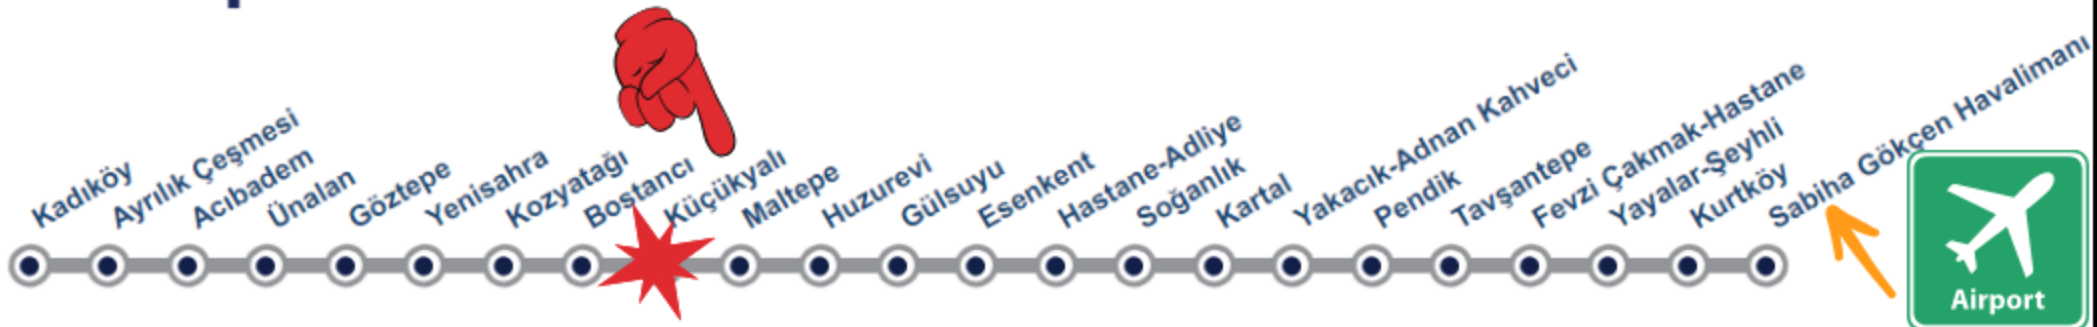 Kadıköy
Ayrılık Çeşmesi
Acıbadem
Ünalan
Göztepe
Yenisahra
Kozyatağı
Bostancı
Küçükyalı
Maltepe
Huzurevi
Gülsuyu
Esenkent
Hastane-Adliye
Soğanlık
Kartal
Yakacık-Adnan Kahveci
Pendik
Tavşantepe
Fevzi Çakmak-Hastane
Yayalar-Şeyhli
Kurtköy
Sabiha Gökçen Havalimanı
Airport